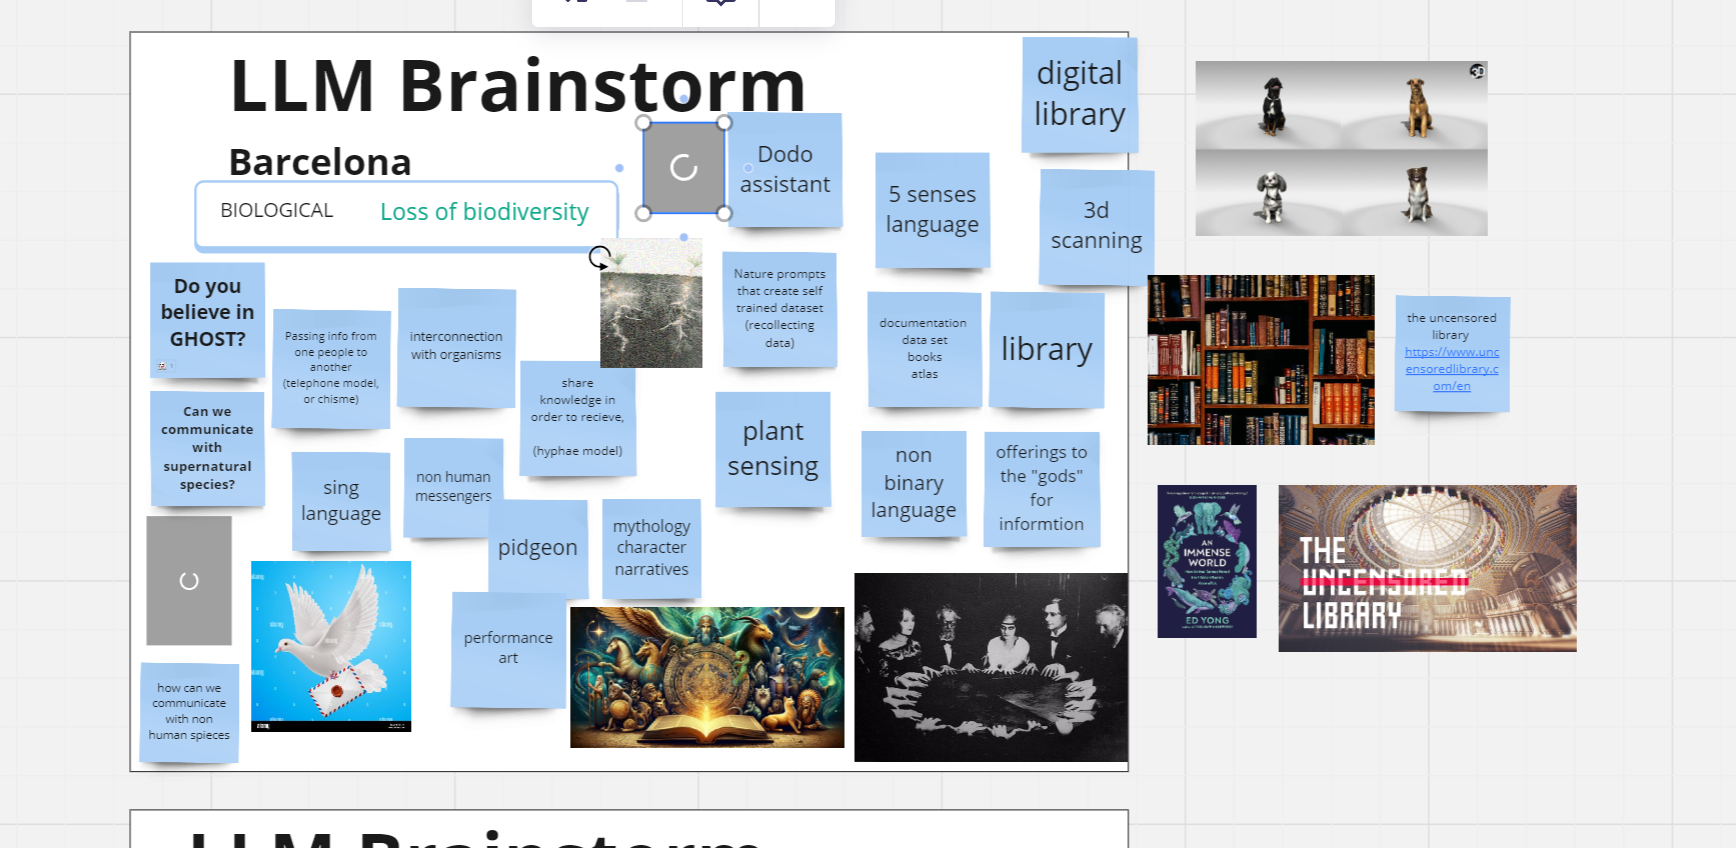 LLM Brainstorm
Barcelona
BIOLOGICAL
Loss of biodiversity
Do you
believe in
GHOST?
Can we
communicate
with
supernatural
species?
Passing info from
one people to
another
(telephone model,
or chisme)
interconnection
with organisms
share
knowledge in
order to recieve,
(hyphae model)
sing
language
non human
messengers
pidgeon
mythology
character
narratives
performance
art
how can we
communicate
with non
human spieces
Dodo
assistant
Nature prompts
that create self
trained dataset
(recollecting
data)
plant
sensing
5 senses
language
digital
library
3d
scanning
documentation
data set
books
atlas
library
non
binary
language
offerings to
the "gods"
for
informtion
3D
the uncensored
library
https://www.unc
ensoredlibrary.c
om/en
AN
IMMENSE
WORLD
ED YONG
THE
UNCENSORED
LIBRARY
LLM Brainstorm